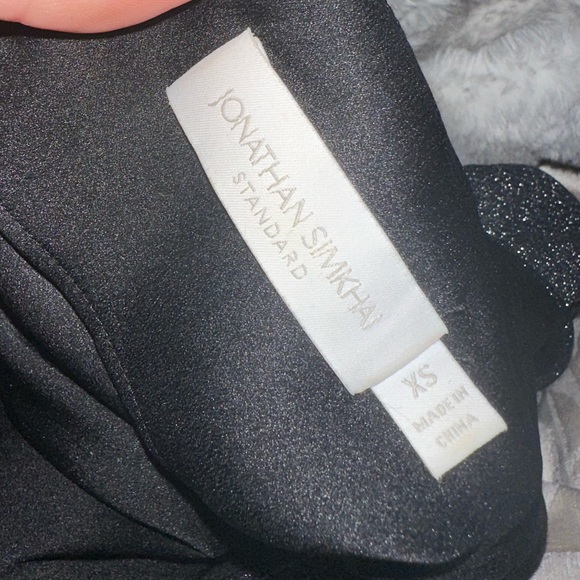 JONATHAN SIMKHAI
STANDARD
XS
MADE IN
CHINA